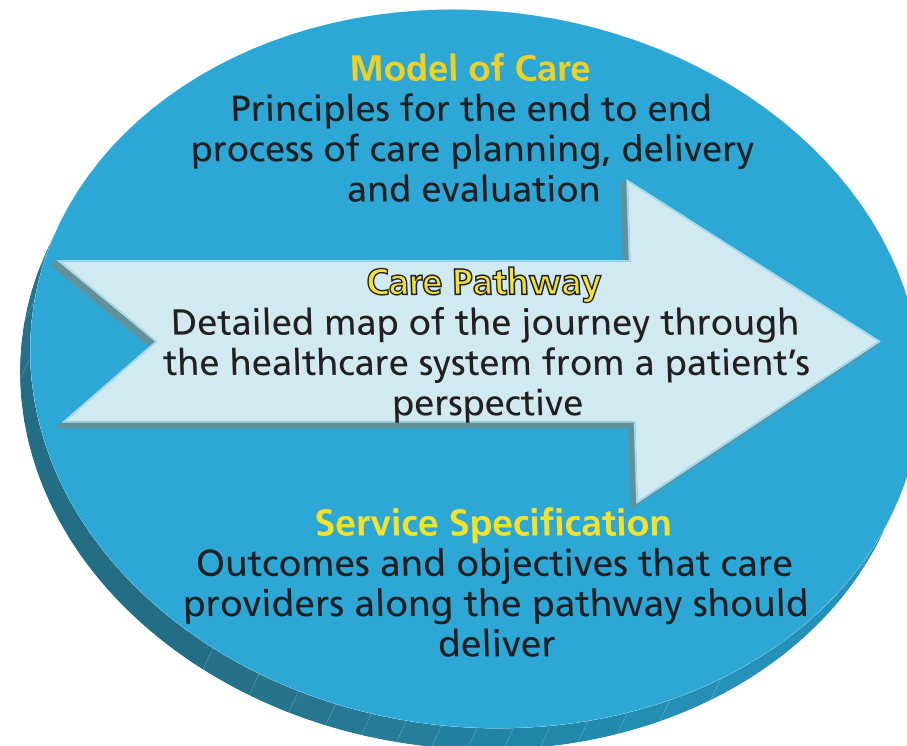 Model of Care
Principles for the end to end
process of care planning, delivery
and evaluation
Care Pathway
Detailed map of the journey through
the healthcare system from a patient’s
perspective
Service Specification
Outcomes and objectives that care
providers along the pathway should
deliver